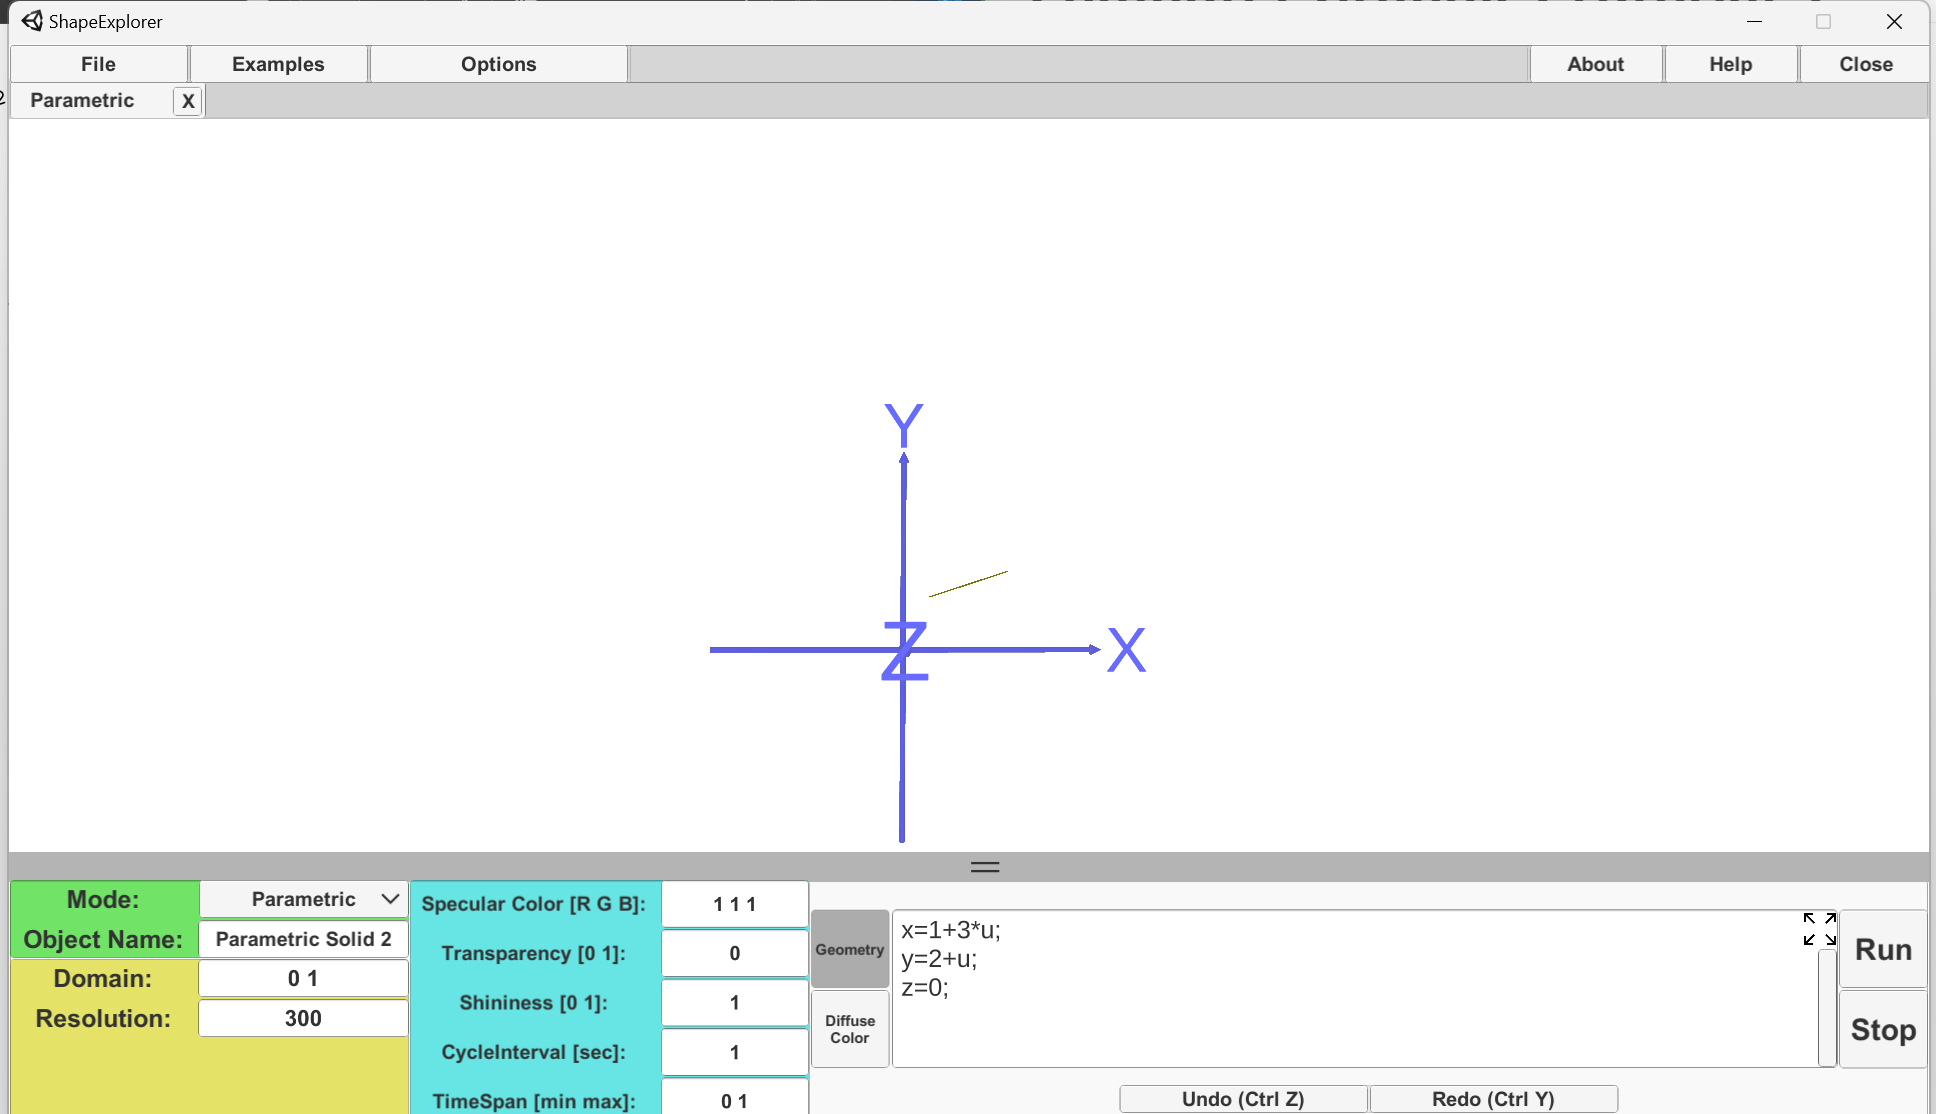 ShapeExplorer
File Examples Options About Help Close
Parametric X
Y
Z X
Mode: Parametric
Object Name: Parametric Solid 2
Domain: 0 1
Resolution: 300
Specular Color [R G B]: 1 1 1
Transparency [0 1]: 0
Shininess [0 1]: 1
CycleInterval [sec]: 1
TimeSpan [min max]: 0 1
Geometry
Diffuse
Color
x=1+3*u;
y=2+u;
z=0;
Run
Stop
Undo (Ctrl Z) Redo (Ctrl Y)